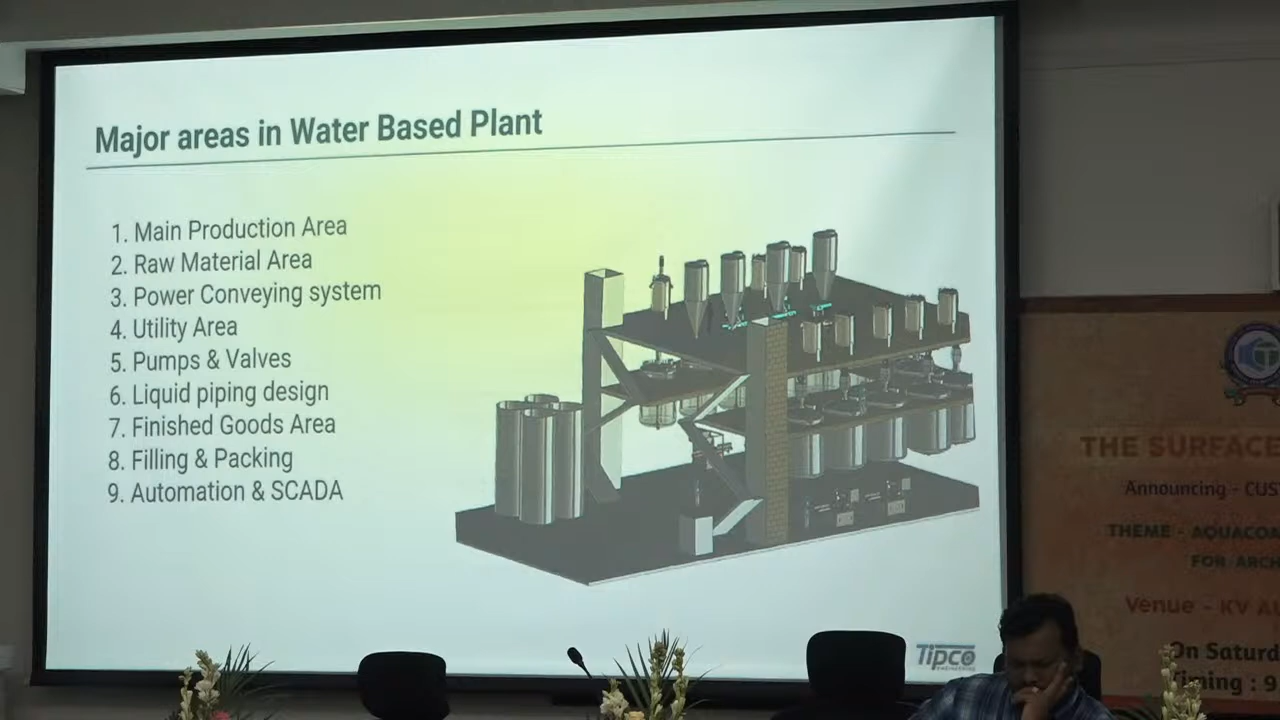 Major areas in Water Based Plant
1. Main Production Area
2. Raw Material Area
3. Power Conveying system
4. Utility Area
5. Pumps & Valves
6. Liquid piping design
7. Finished Goods Area
8. Filling & Packing
9. Automation & SCADA
Tipco
ENGINEERING
THE SURFACE
Announcing - CUS
THEME - AQUACOA
FOR ARCH
Venue - KV A
On Saturd
Timing : 9